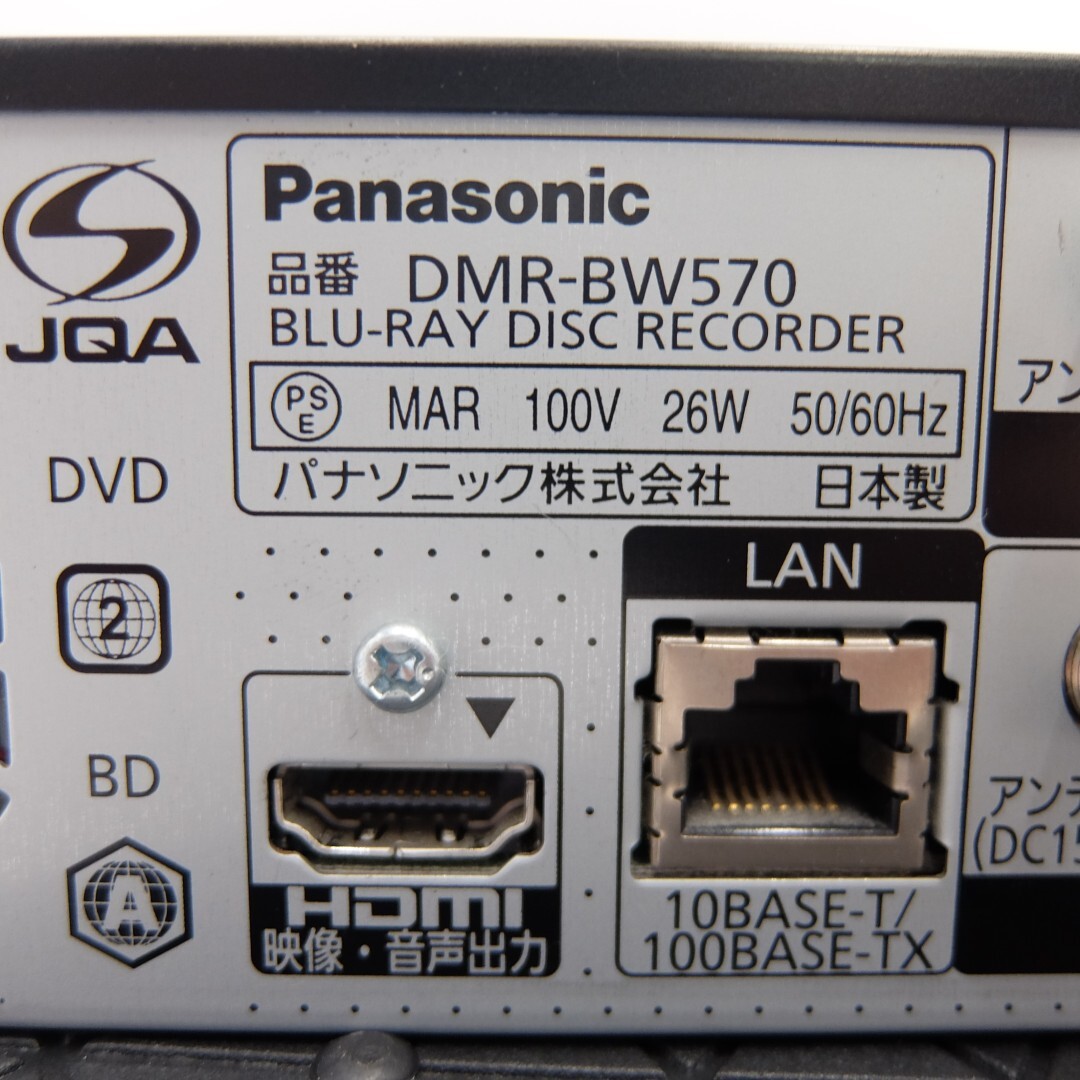 JQA
Panasonic
品番 DMR-BW570
BLU-RAY DISC RECORDER
PSE MAR 100V 26W 50/60Hz
パナソニック株式会社 日本製
DVD
2
BD
A
HDMI
映像・音声出力
LAN
10BASE-T/
100BASE-TX
アン
アンテ
(DC15